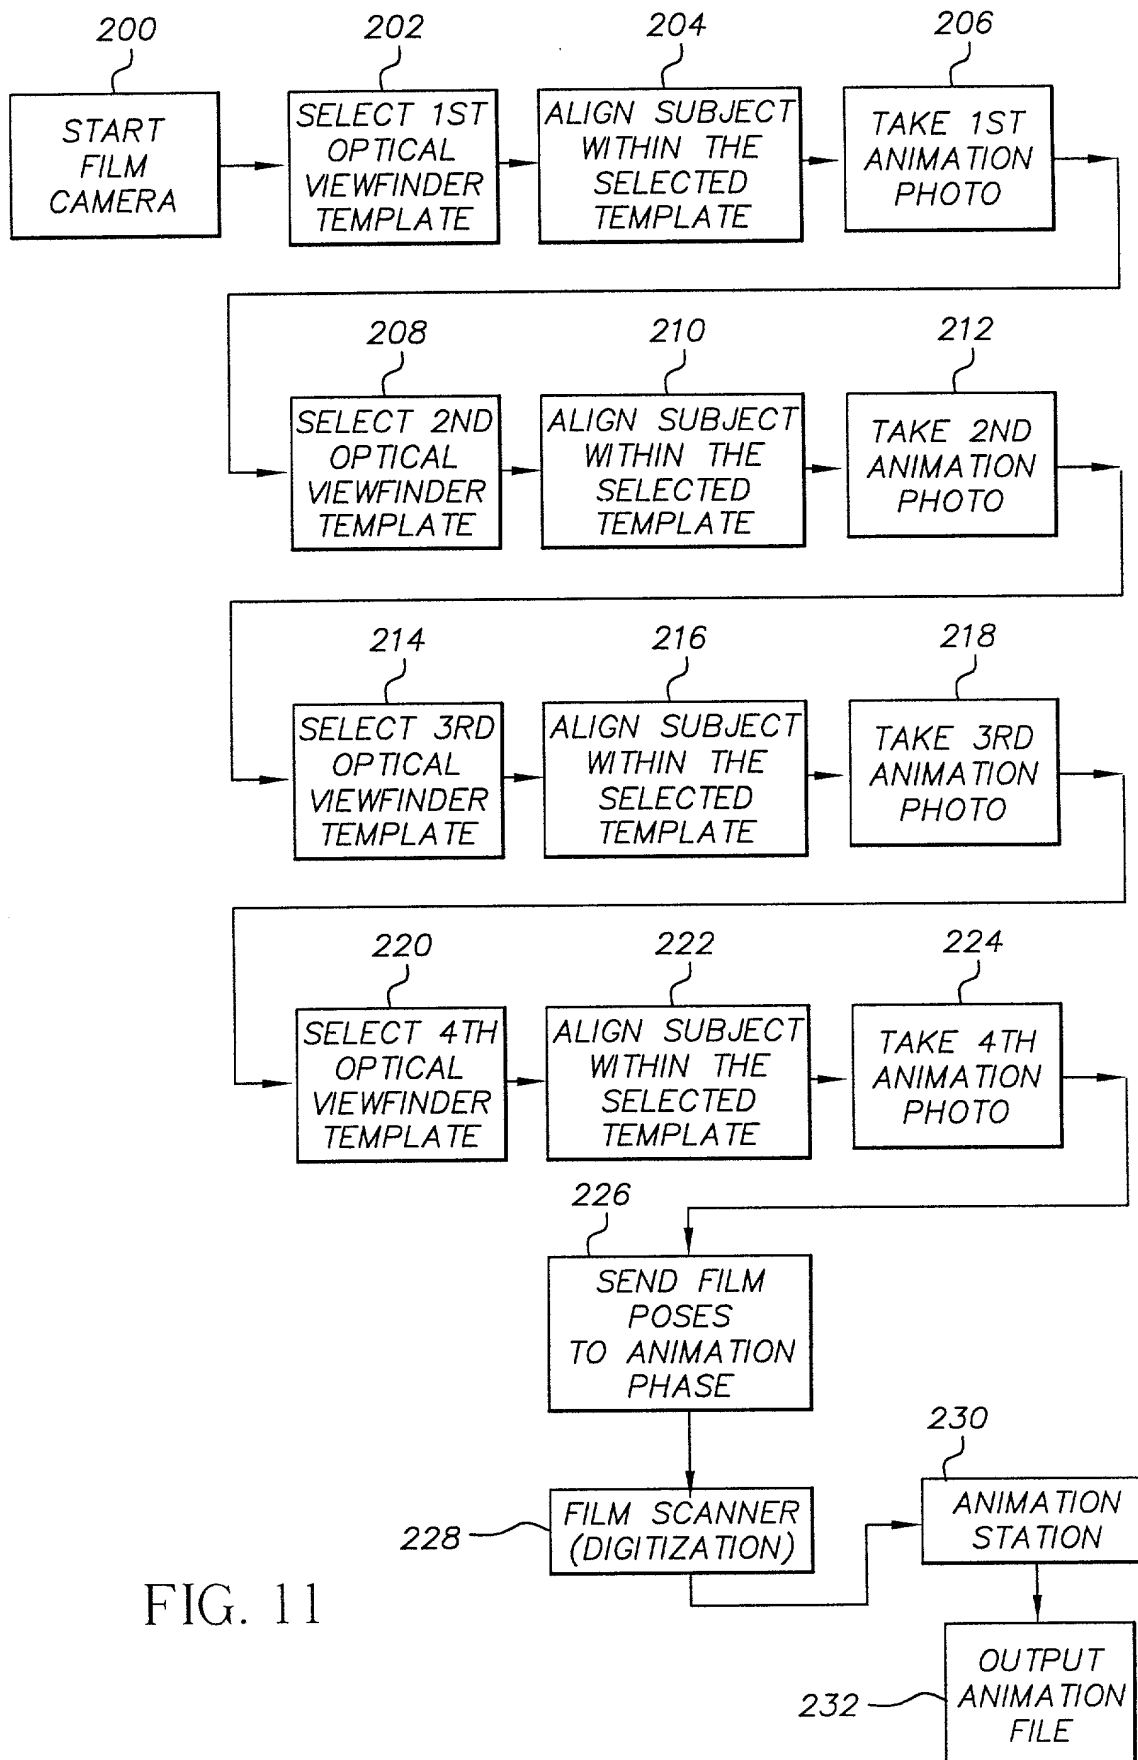 200
202
204
206
START
FILM
CAMERA
SELECT 1ST
OPTICAL
VIEWFINDER
TEMPLATE
ALIGN SUBJECT
WITHIN THE
SELECTED
TEMPLATE
TAKE 1ST
ANIMATION
PHOTO
208
210
212
SELECT 2ND
OPTICAL
VIEWFINDER
TEMPLATE
ALIGN SUBJECT
WITHIN THE
SELECTED
TEMPLATE
TAKE 2ND
ANIMATION
PHOTO
214
216
218
SELECT 3RD
OPTICAL
VIEWFINDER
TEMPLATE
ALIGN SUBJECT
WITHIN THE
SELECTED
TEMPLATE
TAKE 3RD
ANIMATION
PHOTO
220
222
224
SELECT 4TH
OPTICAL
VIEWFINDER
TEMPLATE
ALIGN SUBJECT
WITHIN THE
SELECTED
TEMPLATE
TAKE 4TH
ANIMATION
PHOTO
226
SEND FILM
POSES
TO ANIMATION
PHASE
228
FILM SCANNER
(DIGITIZATION)
230
ANIMATION
STATION
232
OUTPUT
ANIMATION
FILE
FIG. 11